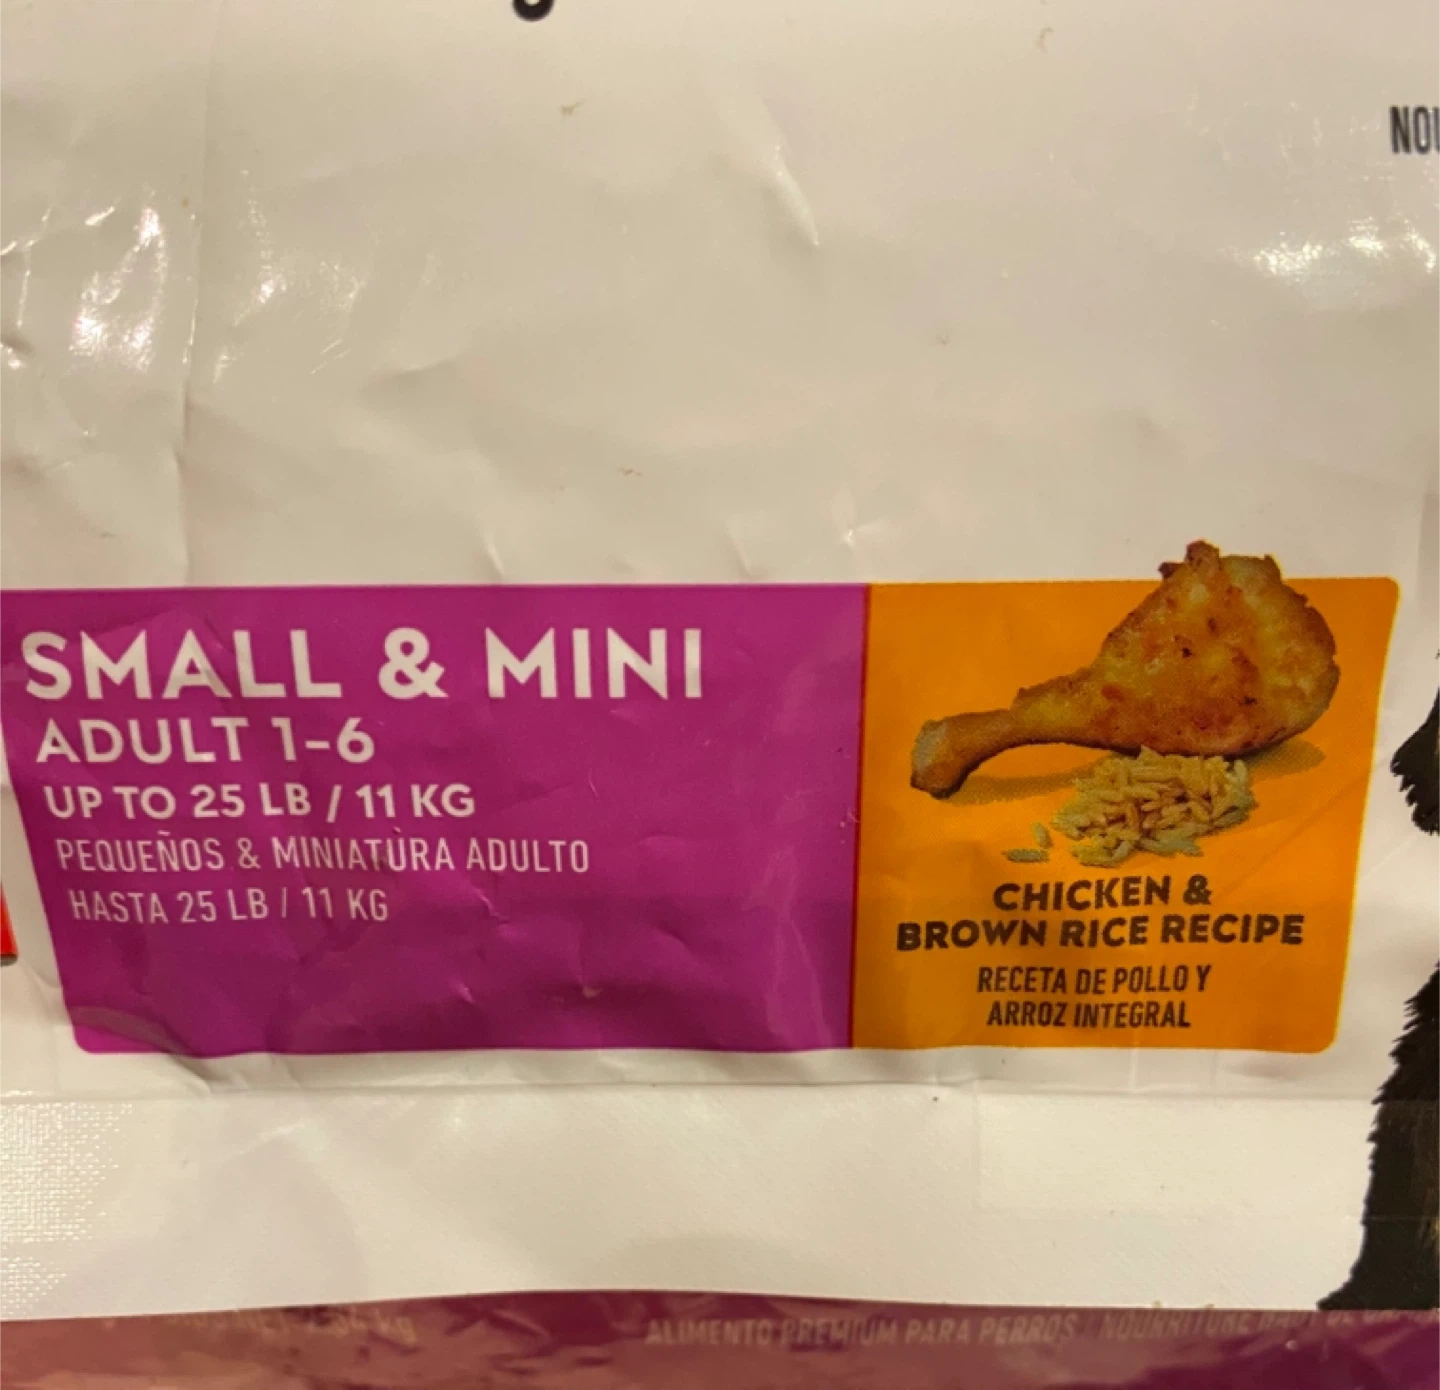 SMALL & MINI
ADULT 1-6
UP TO 25 LB / 11 KG
PEQUEÑOS & MINIATÙRA ADULTO
HASTA 25 LB / 11 KG
CHICKEN &
BROWN RICE RECIPE
RECETA DE POLLO Y
ARROZ INTEGRAL
ALIMENTO PREMIUM PARA PERROS NOURRITURE